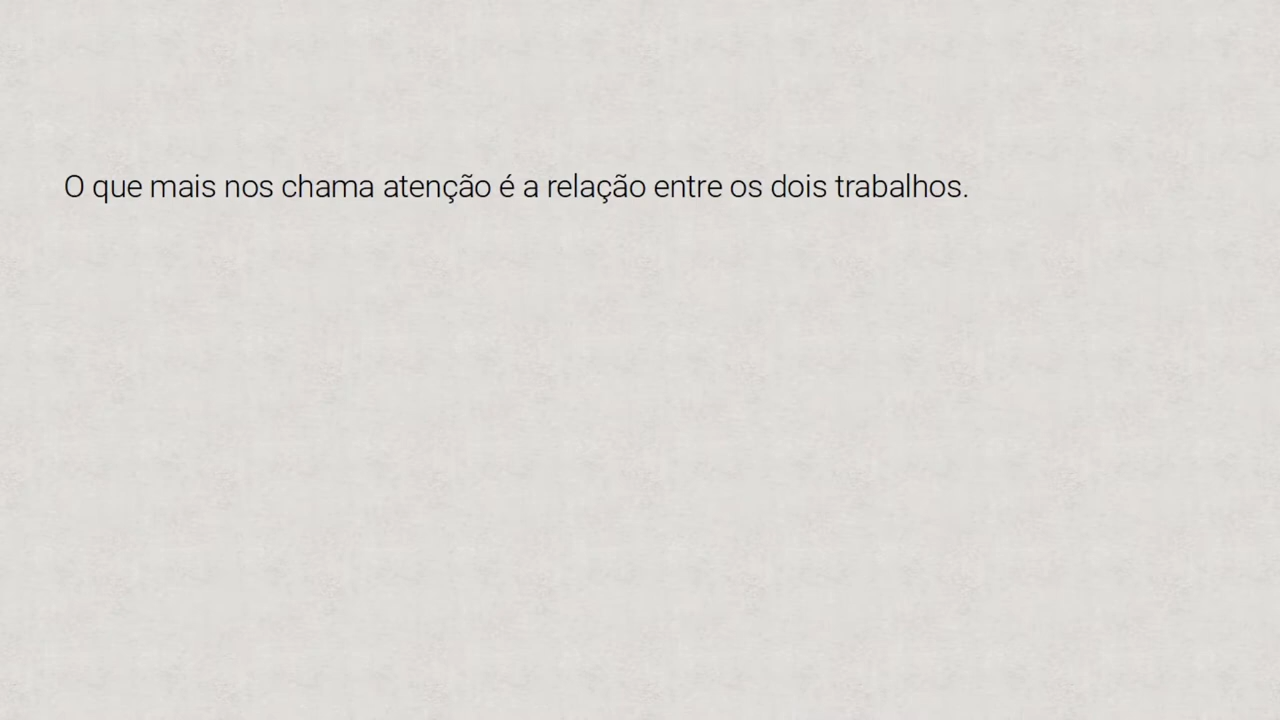 O que mais nos chama atenção é a relação entre os dois trabalhos.